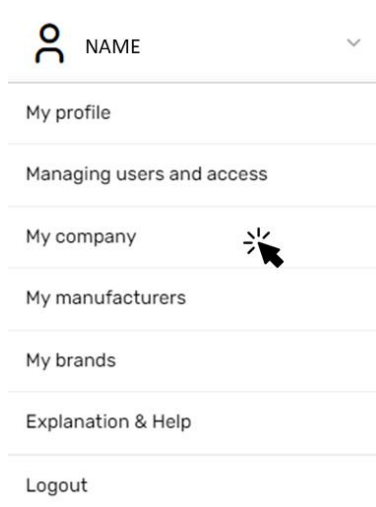 NAME
My profile
Managing users and access
My company
My manufacturers
My brands
Explanation & Help
Logout